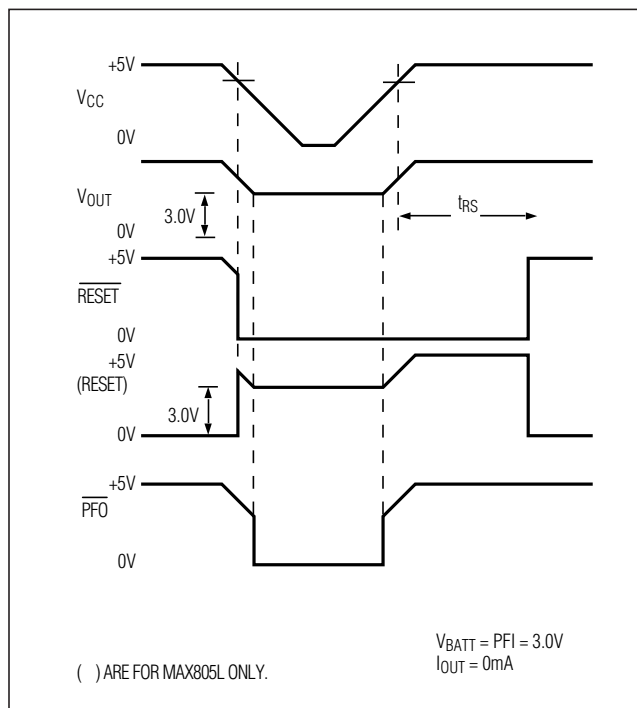 +5V
VCC
0V
VOUT
3.0V
0V
tRS
+5V
RESET
0V
+5V
(RESET)
3.0V
0V
+5V
PFO
0V
VBATT = PFI = 3.0V
IOUT = 0mA
( ) ARE FOR MAX805L ONLY.